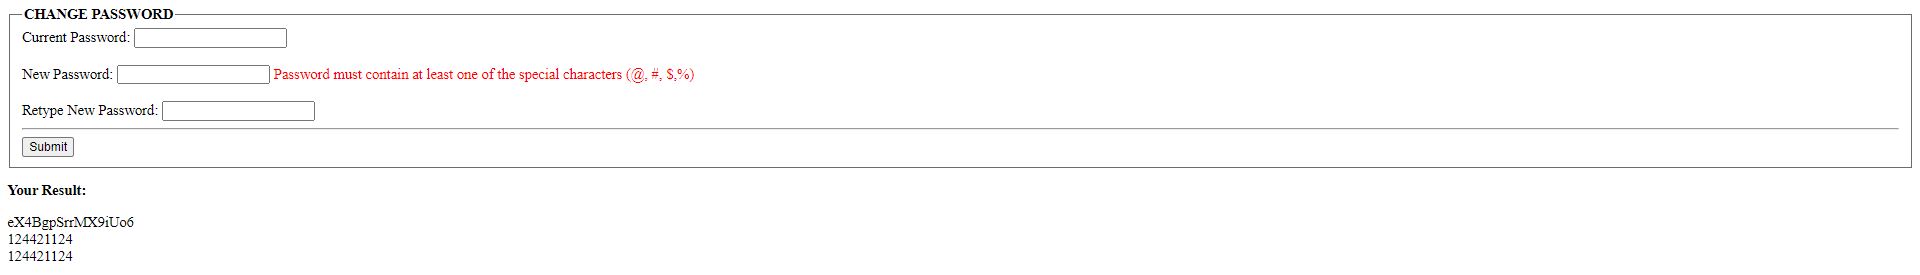 CHANGE PASSWORD
Current Password:
New Password: Password must contain at least one of the special characters (@, #, $,%)
Retype New Password:
Submit
Your Result:
eX4BgpSrrMX9iUo6
124421124
124421124